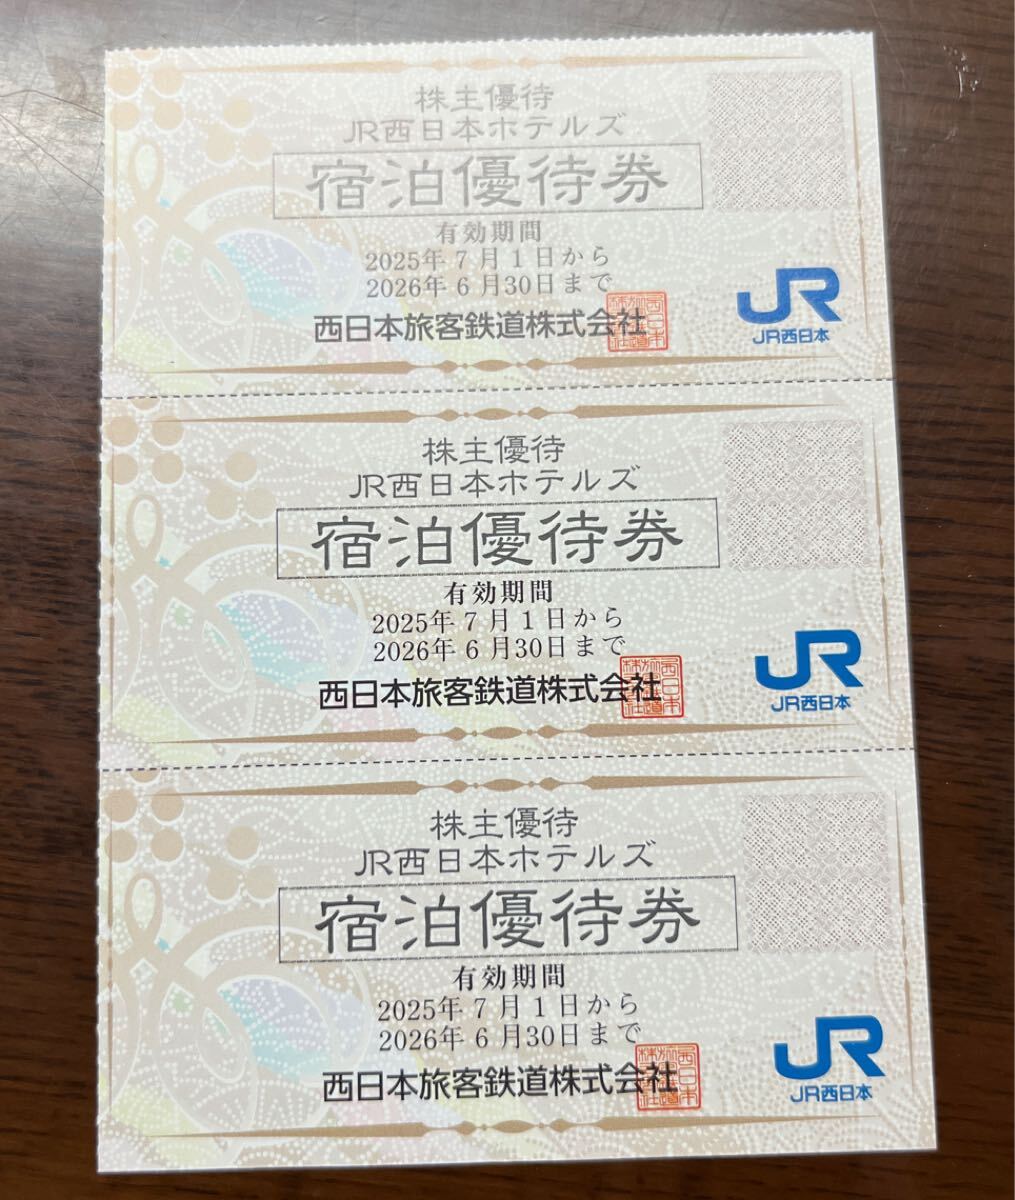 株主優待
JR西日本ホテルズ
宿泊優待券
有効期間
2025年7月1日から
2026年6月30日まで
西日本旅客鉄道株式会社
JR
JR西日本
株主優待
JR西日本ホテルズ
宿泊優待券
有効期間
2025年7月1日から
2026年6月30日まで
西日本旅客鉄道株式会社
JR
JR西日本
株主優待
JR西日本ホテルズ
宿泊優待券
有効期間
2025年7月1日から
2026年6月30日まで
西日本旅客鉄道株式会社
JR
JR西日本